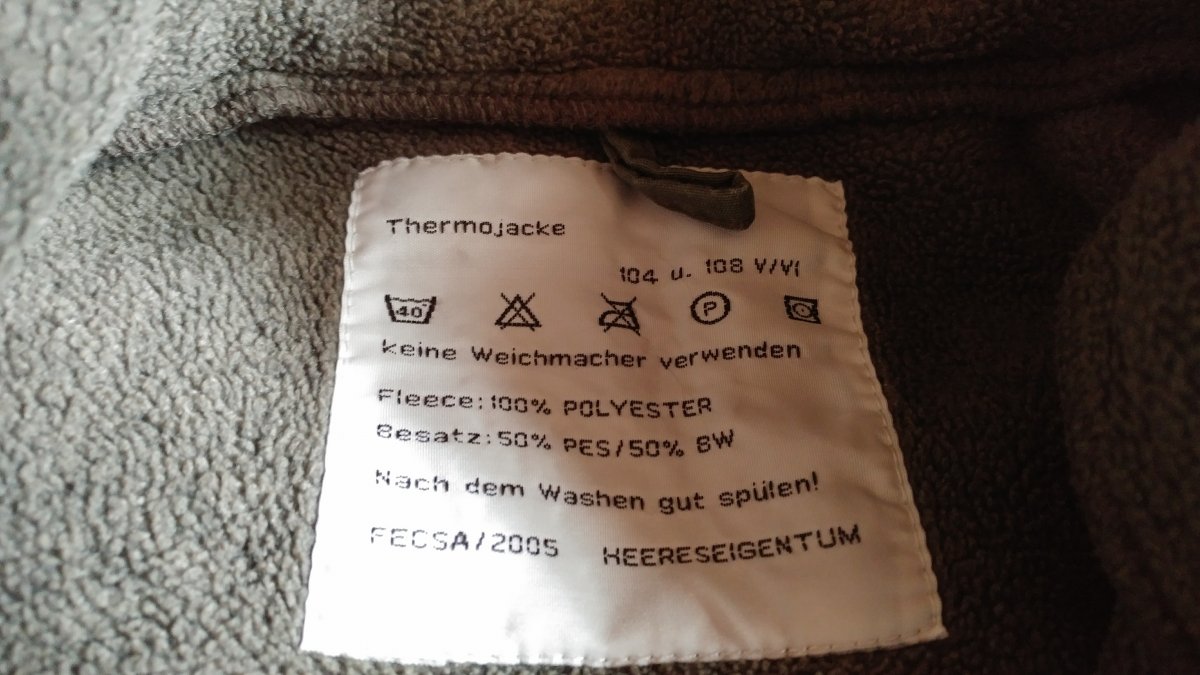 Thermojacke
104 u. 108 V/VI
40°
P
keine Weichmacher verwenden
Fleece:100% POLYESTER
Besatz:50% PES/50% BW
Nach dem Washen gut spülen!
FECSA/2005 HEERESEIGENTUM